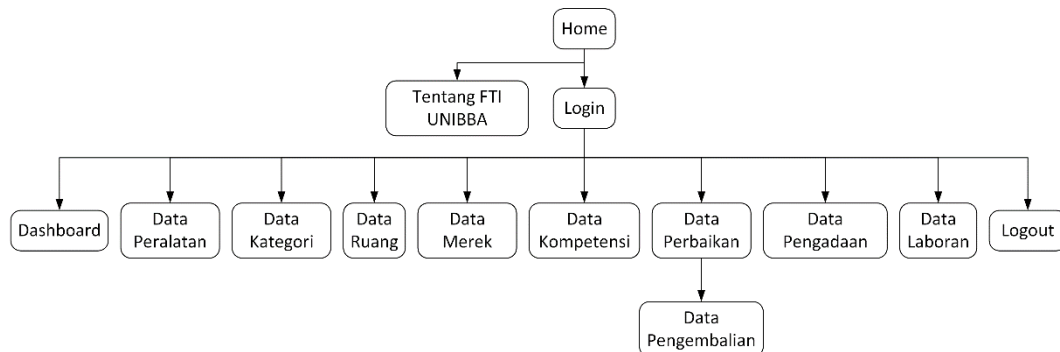 Home
Tentang FTI
UNIBBA
Login
Dashboard
Data
Peralatan
Data
Kategori
Data
Ruang
Data
Merek
Data
Kompetensi
Data
Perbaikan
Data
Pengadaan
Data
Laboran
Logout
Data
Pengembalian